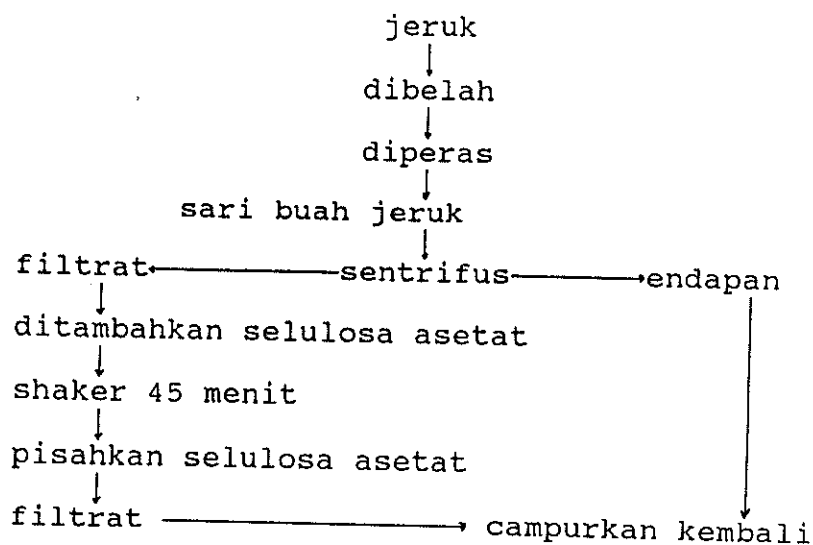 jeruk
dibelah
diperas
sari buah jeruk
filtrat sentrifus endapan
ditambahkan selulosa asetat
shaker 45 menit
pisahkan selulosa asetat
filtrat campurkan kembali